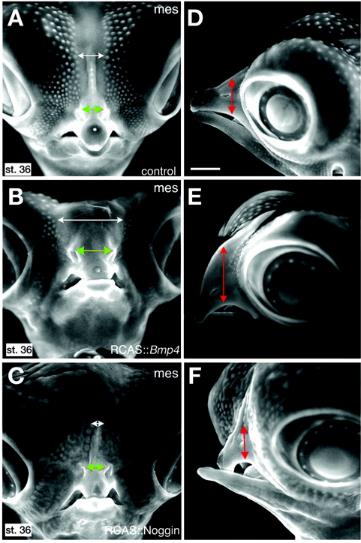 A
mes
D
st. 36
control
B
mes
E
st. 36
RCAS::Bmp4
C
mes
F
st. 36
RCAS::Noggin